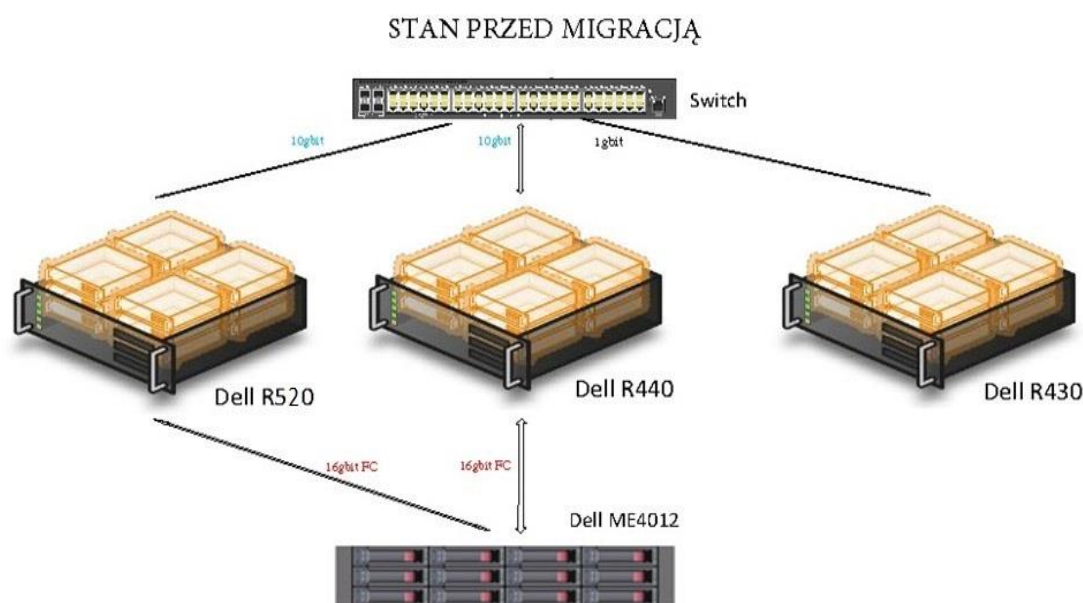 STAN PRZED MIGRACJĄ
Switch
10gbit
10gbit
1gbit
Dell R520
Dell R440
Dell R430
16gbit FC
16gbit FC
Dell ME4012